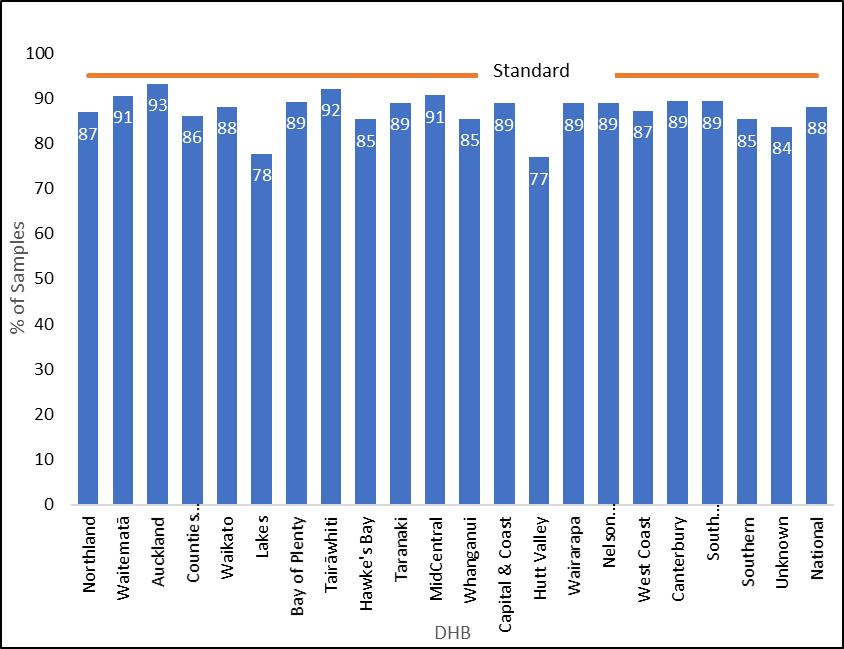 100
90
80
70
60
50
40
30
20
10
0
% of Samples
Standard
87
91
93
86
88
78
89
92
85
89
91
85
89
77
89
89
87
89
89
85
84
88
Northland
Waitematā
Auckland
Counties...
Waikato
Lakes
Bay of Plenty
Tairāwhiti
Hawke's Bay
Taranaki
MidCentral
Whanganui
Capital & Coast
Hutt Valley
Wairarapa
Nelson...
West Coast
Canterbury
South...
Southern
Unknown
National
DHB